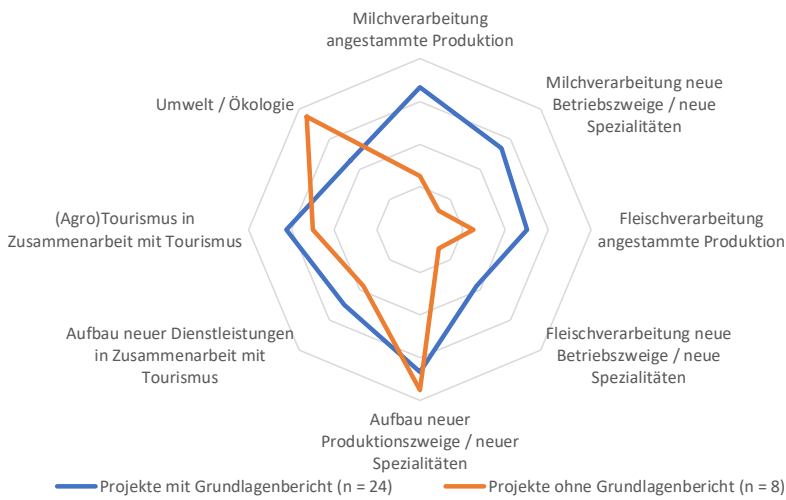 Milchverarbeitung
angestammte Produktion
Milchverarbeitung neue
Betriebszweige / neue
Spezialitäten
Fleischverarbeitung
angestammte Produktion
Fleischverarbeitung neue
Betriebszweige / neue
Spezialitäten
Aufbau neuer
Produktionszweige / neuer
Spezialitäten
Aufbau neuer Dienstleistungen
in Zusammenarbeit mit
Tourismus
(Agro)Tourismus in
Zusammenarbeit mit Tourismus
Umwelt / Ökologie
Projekte mit Grundlagenbericht (n = 24)
Projekte ohne Grundlagenbericht (n = 8)